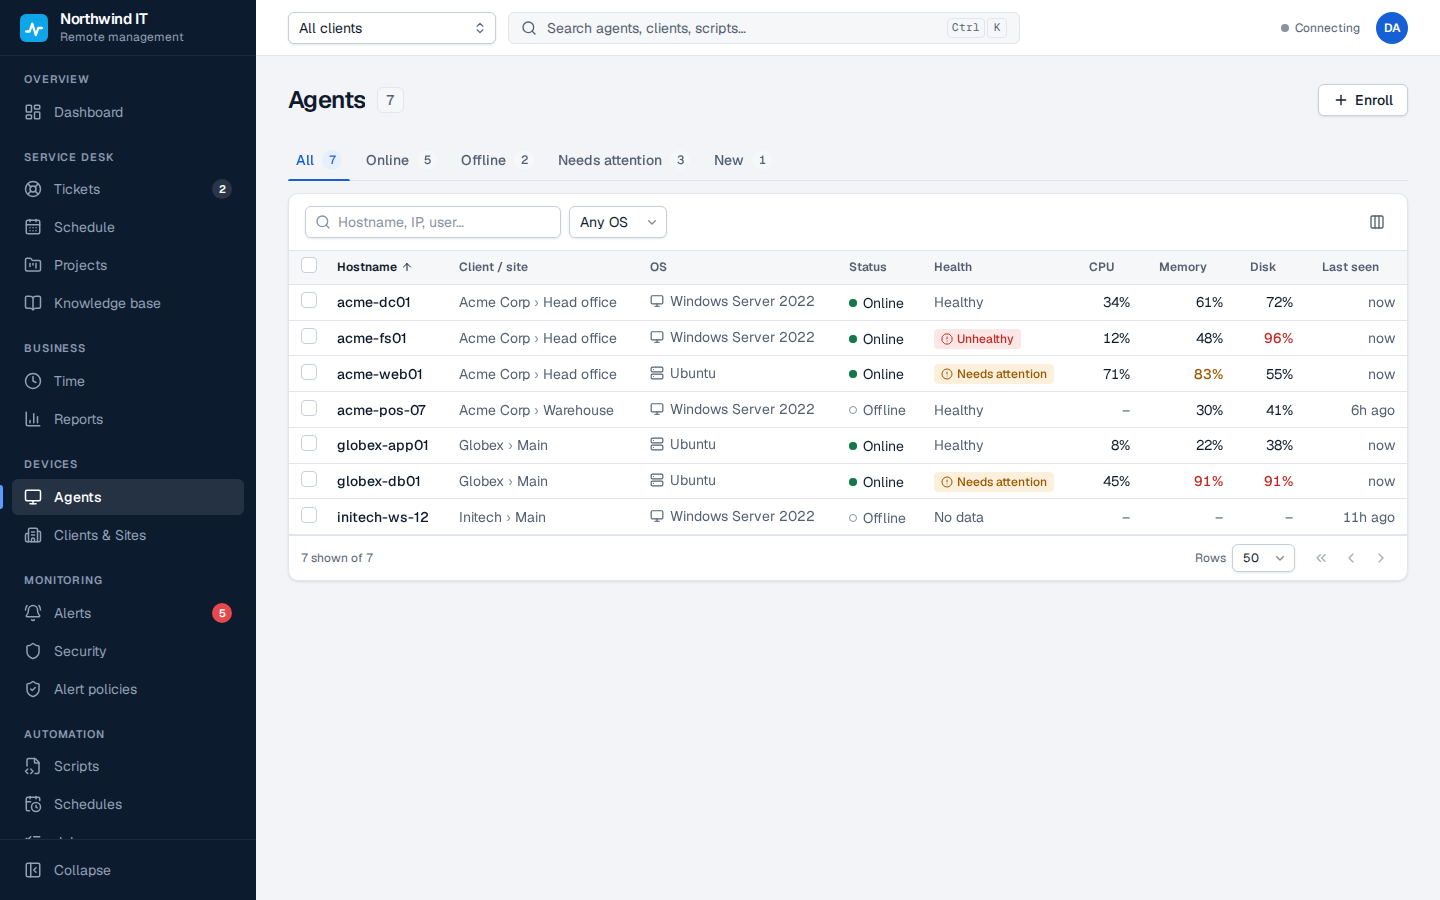 Northwind IT
Remote management
OVERVIEW
Dashboard
SERVICE DESK
Tickets 2
Schedule
Projects
Knowledge base
BUSINESS
Time
Reports
DEVICES
Agents
Clients & Sites
MONITORING
Alerts 5
Security
Alert policies
AUTOMATION
Scripts
Schedules
Collapse
All clients
Search agents, clients, scripts... Ctrl K
Connecting DA
Agents 7
Enroll
All 7 Online 5 Offline 2 Needs attention 3 New 1
Hostname, IP, user... Any OS
Hostname Client / site OS Status Health CPU Memory Disk Last seen
acme-dc01 Acme Corp › Head office Windows Server 2022 Online Healthy 34% 61% 72% now
acme-fs01 Acme Corp › Head office Windows Server 2022 Online Unhealthy 12% 48% 96% now
acme-web01 Acme Corp › Head office Ubuntu Online Needs attention 71% 83% 55% now
acme-pos-07 Acme Corp › Warehouse Windows Server 2022 Offline Healthy – 30% 41% 6h ago
globex-app01 Globex › Main Ubuntu Online Healthy 8% 22% 38% now
globex-db01 Globex › Main Ubuntu Online Needs attention 45% 91% 91% now
initech-ws-12 Initech › Main Windows Server 2022 Offline No data – – – 11h ago
7 shown of 7 Rows 50